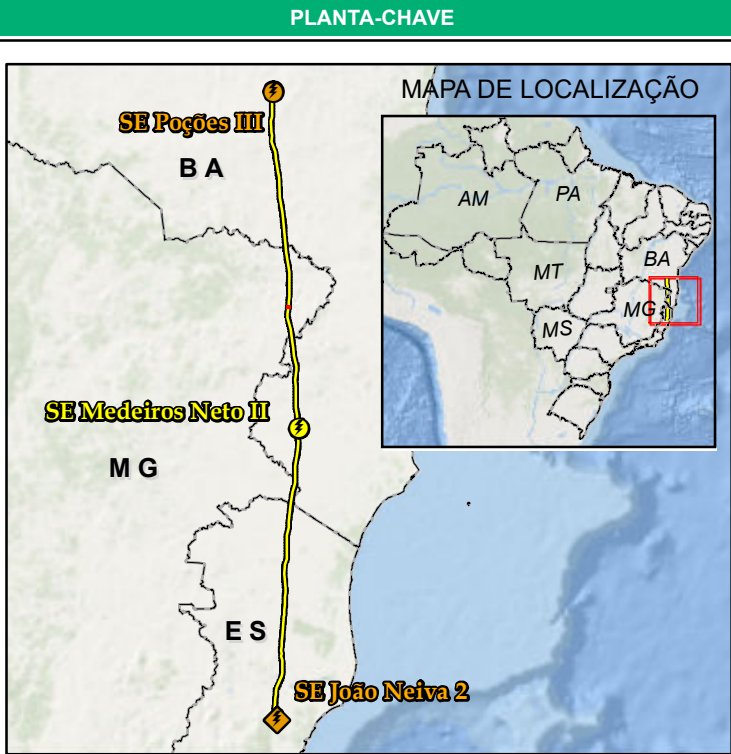 PLANTA-CHAVE
MAPA DE LOCALIZAÇÃO
SE Poções III
B A
AM
PA
BA
MT
MG
MS
SE Medeiros Neto II
M G
E S
SE João Neiva 2